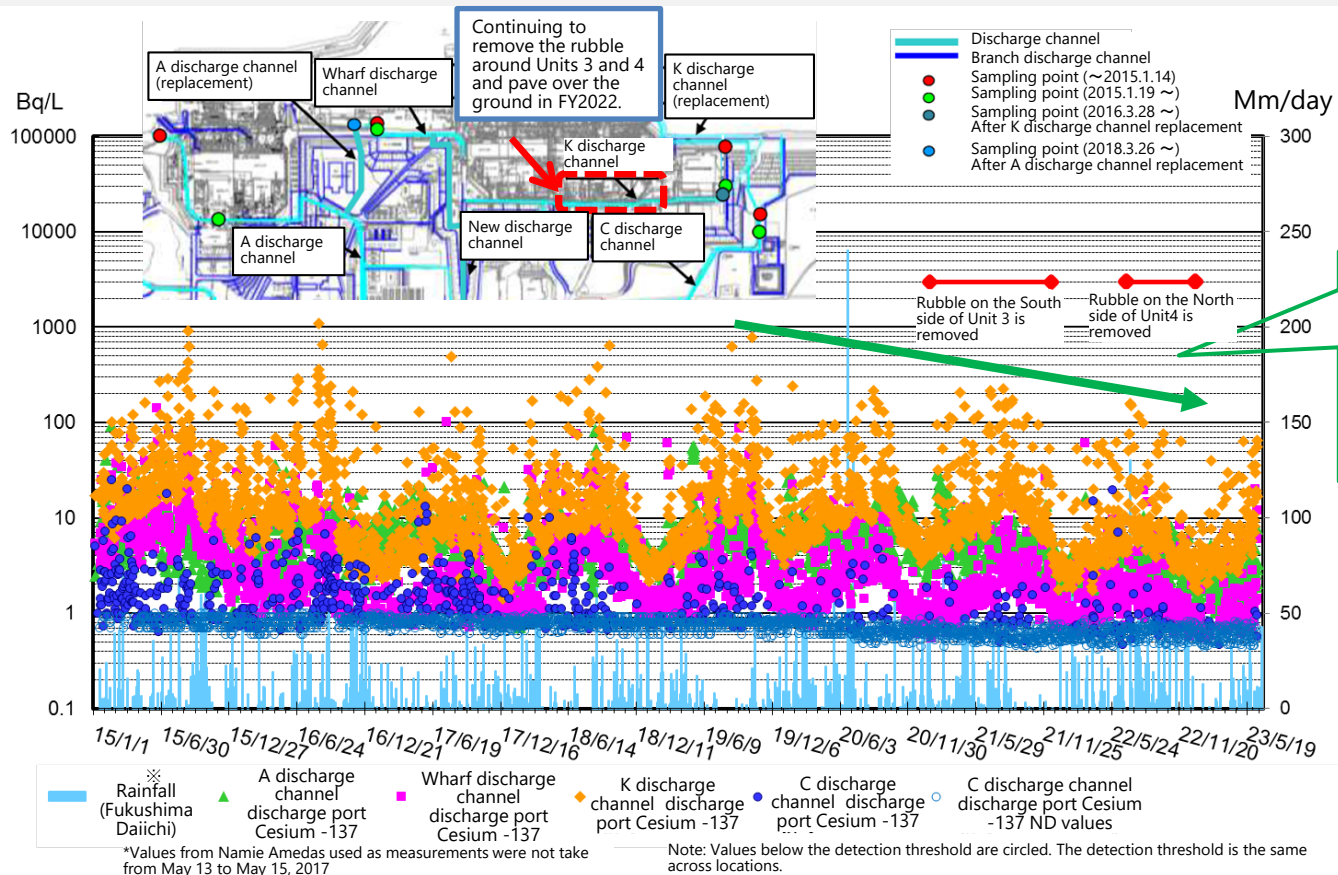 Continuing to
remove the rubble
around Units 3 and 4
and pave over the
ground in FY2022.
A discharge channel
(replacement)
Wharf discharge
channel
K discharge
channel
(replacement)
K discharge
channel
A discharge
channel
New discharge
channel
C discharge
channel
Discharge channel
Branch discharge channel
Sampling point (~2015.1.14)
Sampling point (2015.1.19 ~)
Sampling point (2016.3.28~)
After K discharge channel replacement
Sampling point (2018.3.26 ~)
After A discharge channel replacement
Bq/L
100000
10000
1000
100
10
1
0.1
Mm/day
300
250
200
150
100
50
0
Rubble on the South
side of Unit 3 is
removed
Rubble on the North
side of Unit4 is
removed
15/1/1
15/6/30
15/12/27
16/6/24
16/12/21
17/6/19
17/12/16
18/6/14
18/12/11
19/6/9
19/12/6
20/6/3
20/11/30
21/5/29
21/11/25
22/5/24
22/11/20
23/5/19
※
Rainfall
(Fukushima
Daiichi)
A discharge
channel
discharge port
Cesium -137
Wharf discharge
channel
discharge port
Cesium -137
K discharge
channel discharge
port Cesium -137
C discharge
channel discharge
port Cesium -137
C discharge channel
discharge port Cesium
-137 ND values
*Values from Namie Amedas used as measurements were not take
from May 13 to May 15, 2017
Note: Values below the detection threshold are circled. The detection threshold is the same
across locations.